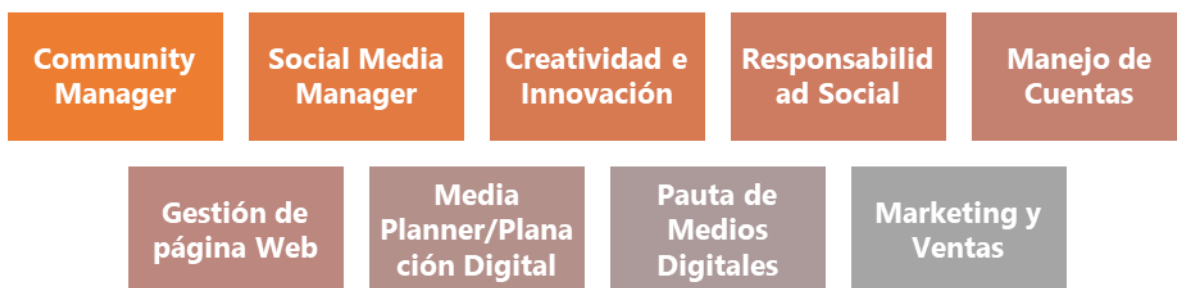 Community
Manager
Social Media
Manager
Creatividad e
Innovación
Responsabilid
ad Social
Manejo de
Cuentas
Gestión de
página Web
Media
Planner/Plana
ción Digital
Pauta de
Medios
Digitales
Marketing y
Ventas